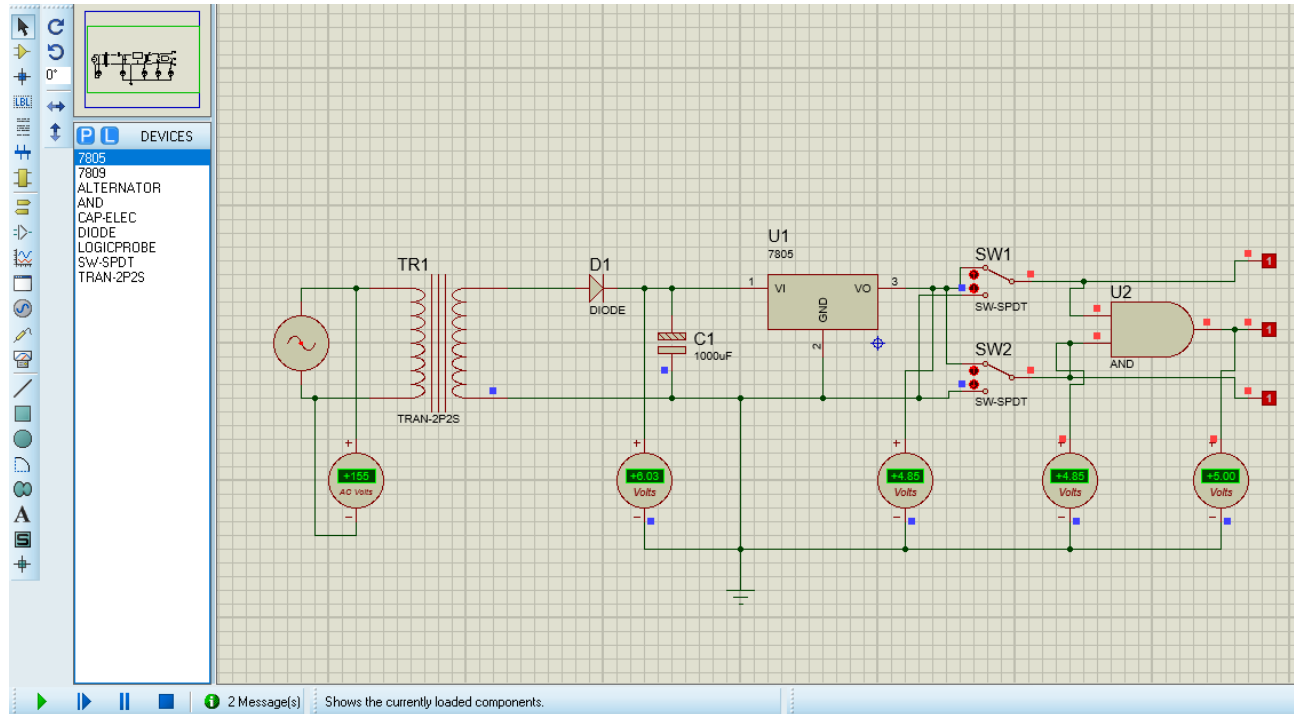 LBL
0°
P L DEVICES
7805
7809
ALTERNATOR
AND
CAP-ELEC
DIODE
LOGICPROBE
SW-SPDT
TRAN-2P2S
A
S
TR1
TRAN-2P2S
D1
DIODE
C1
1000uF
U1
7805
1 VI VO 3
GND
2
SW1
SW-SPDT
SW2
SW-SPDT
U2
AND
1
1
1
+
+155
AC Volts
−
+
+6.03
Volts
−
+
+4.85
Volts
−
+
+4.85
Volts
−
+
+5.00
Volts
−
2 Message(s)
Shows the currently loaded components.